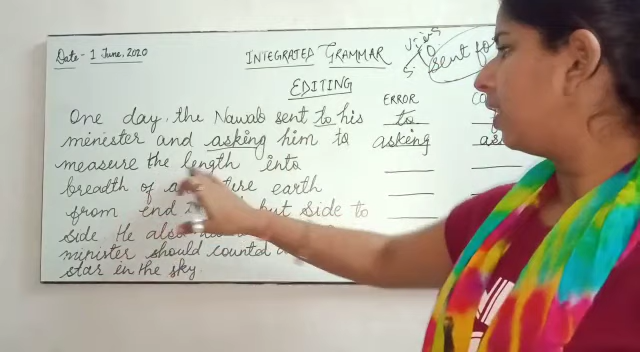 Date - 1 June, 2020
INTEGRATED GRAMMAR
sent for
EDITING
ERROR
One day, the Nawab sent to his to
minister and asking him to asking
measure the length into
breadth of earth
from end but side to
side. He also
minister should counted
star in the sky.